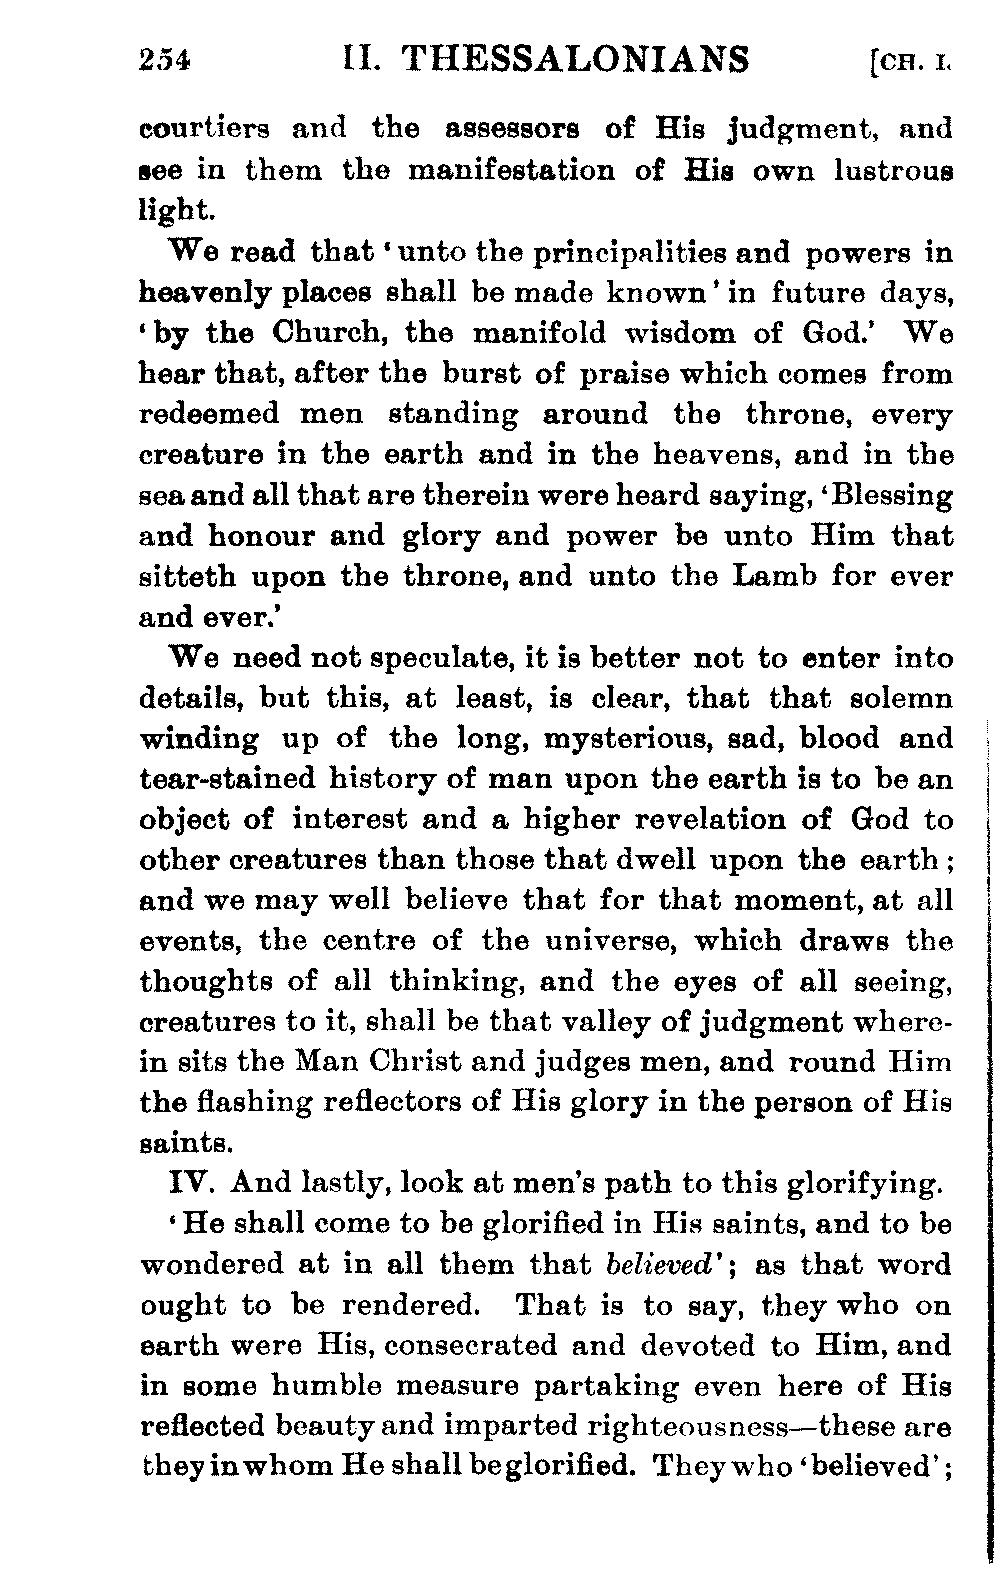 254 II. THESSALONIANS [CH. I.
courtiers and the assessors of His judgment, and
see in them the manifestation of His own lustrous
light.
We read that ‘unto the principalities and powers in
heavenly places shall be made known’ in future days,
‘by the Church, the manifold wisdom of God.’ We
hear that, after the burst of praise which comes from
redeemed men standing around the throne, every
creature in the earth and in the heavens, and in the
sea and all that are therein were heard saying, ‘Blessing
and honour and glory and power be unto Him that
sitteth upon the throne, and unto the Lamb for ever
and ever.’
We need not speculate, it is better not to enter into
details, but this, at least, is clear, that that solemn
winding up of the long, mysterious, sad, blood and
tear-stained history of man upon the earth is to be an
object of interest and a higher revelation of God to
other creatures than those that dwell upon the earth;
and we may well believe that for that moment, at all
events, the centre of the universe, which draws the
thoughts of all thinking, and the eyes of all seeing,
creatures to it, shall be that valley of judgment where-
in sits the Man Christ and judges men, and round Him
the flashing reflectors of His glory in the person of His
saints.
IV. And lastly, look at men’s path to this glorifying.
‘He shall come to be glorified in His saints, and to be
wondered at in all them that believed’; as that word
ought to be rendered. That is to say, they who on
earth were His, consecrated and devoted to Him, and
in some humble measure partaking even here of His
reflected beauty and imparted righteousness—these are
they in whom He shall be glorified. They who ‘believed’;